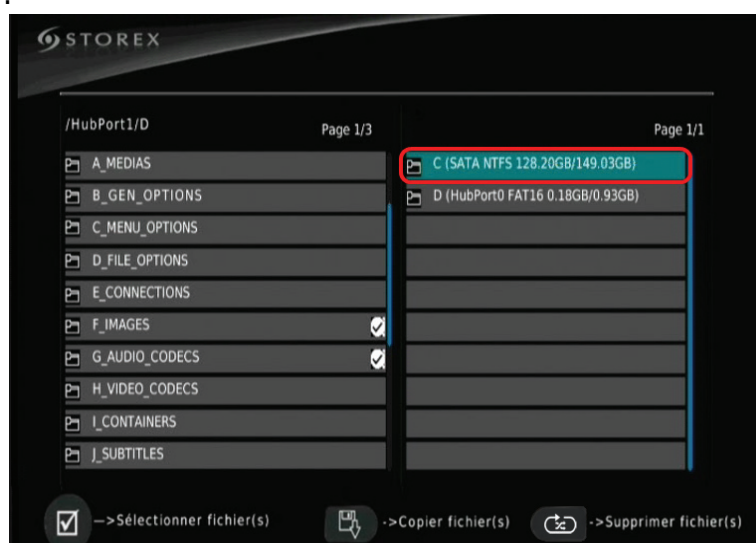 STOREX
/HubPort1/D
Page 1/3
A_MEDIAS
B_GEN_OPTIONS
C_MENU_OPTIONS
D_FILE_OPTIONS
E_CONNECTIONS
F_IMAGES
G_AUDIO_CODECS
H_VIDEO_CODECS
I_CONTAINERS
J_SUBTITLES
Page 1/1
C (SATA NTFS 128.20GB/149.03GB)
D (HubPort0 FAT16 0.18GB/0.93GB)
—>Sélectionner fichier(s)
->Copier fichier(s)
->Supprimer fichier(s)